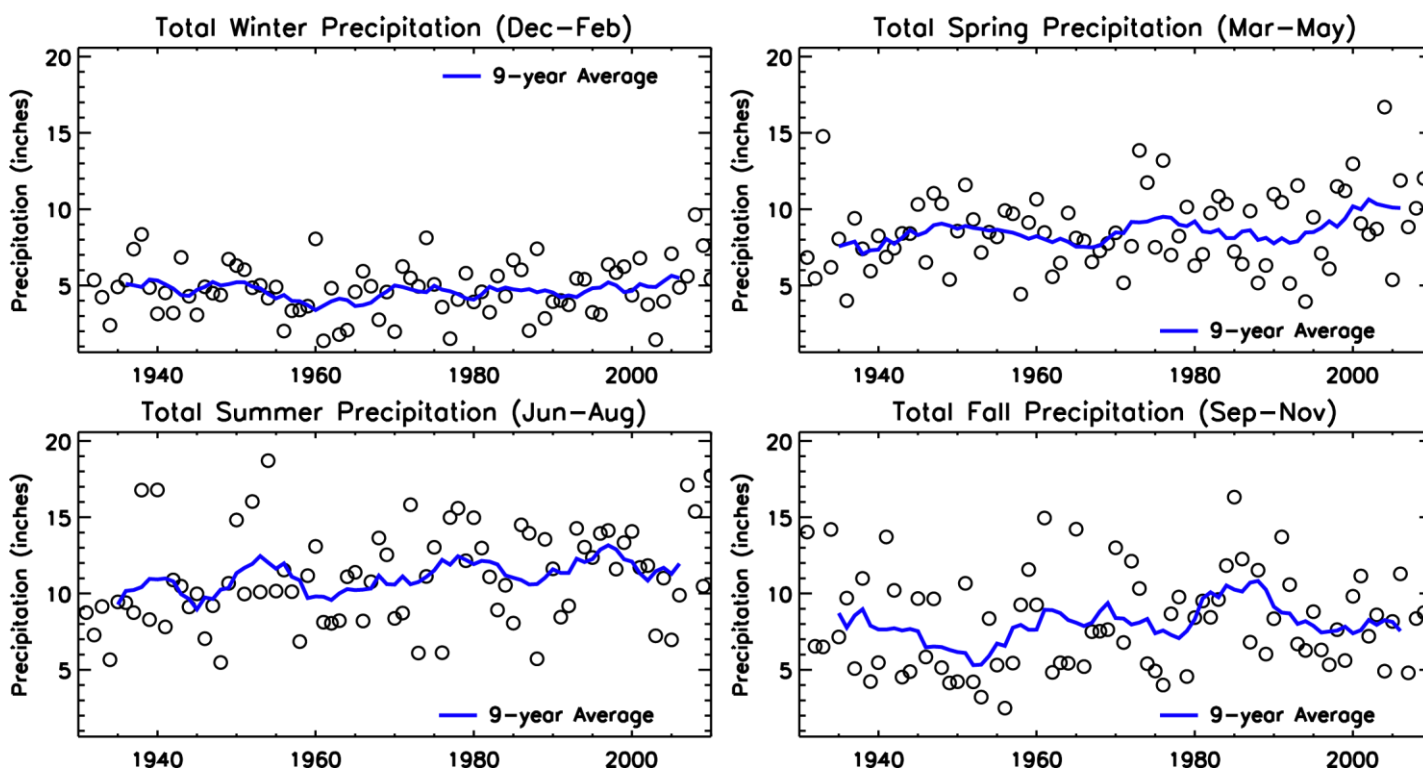 Total Winter Precipitation (Dec-Feb)
20
15
10
5
Precipitation (inches)
9-year Average
1940 1960 1980 2000
Total Spring Precipitation (Mar-May)
20
15
10
5
Precipitation (inches)
9-year Average
1940 1960 1980 2000
Total Summer Precipitation (Jun-Aug)
20
15
10
5
Precipitation (inches)
9-year Average
1940 1960 1980 2000
Total Fall Precipitation (Sep-Nov)
20
15
10
5
Precipitation (inches)
9-year Average
1940 1960 1980 2000